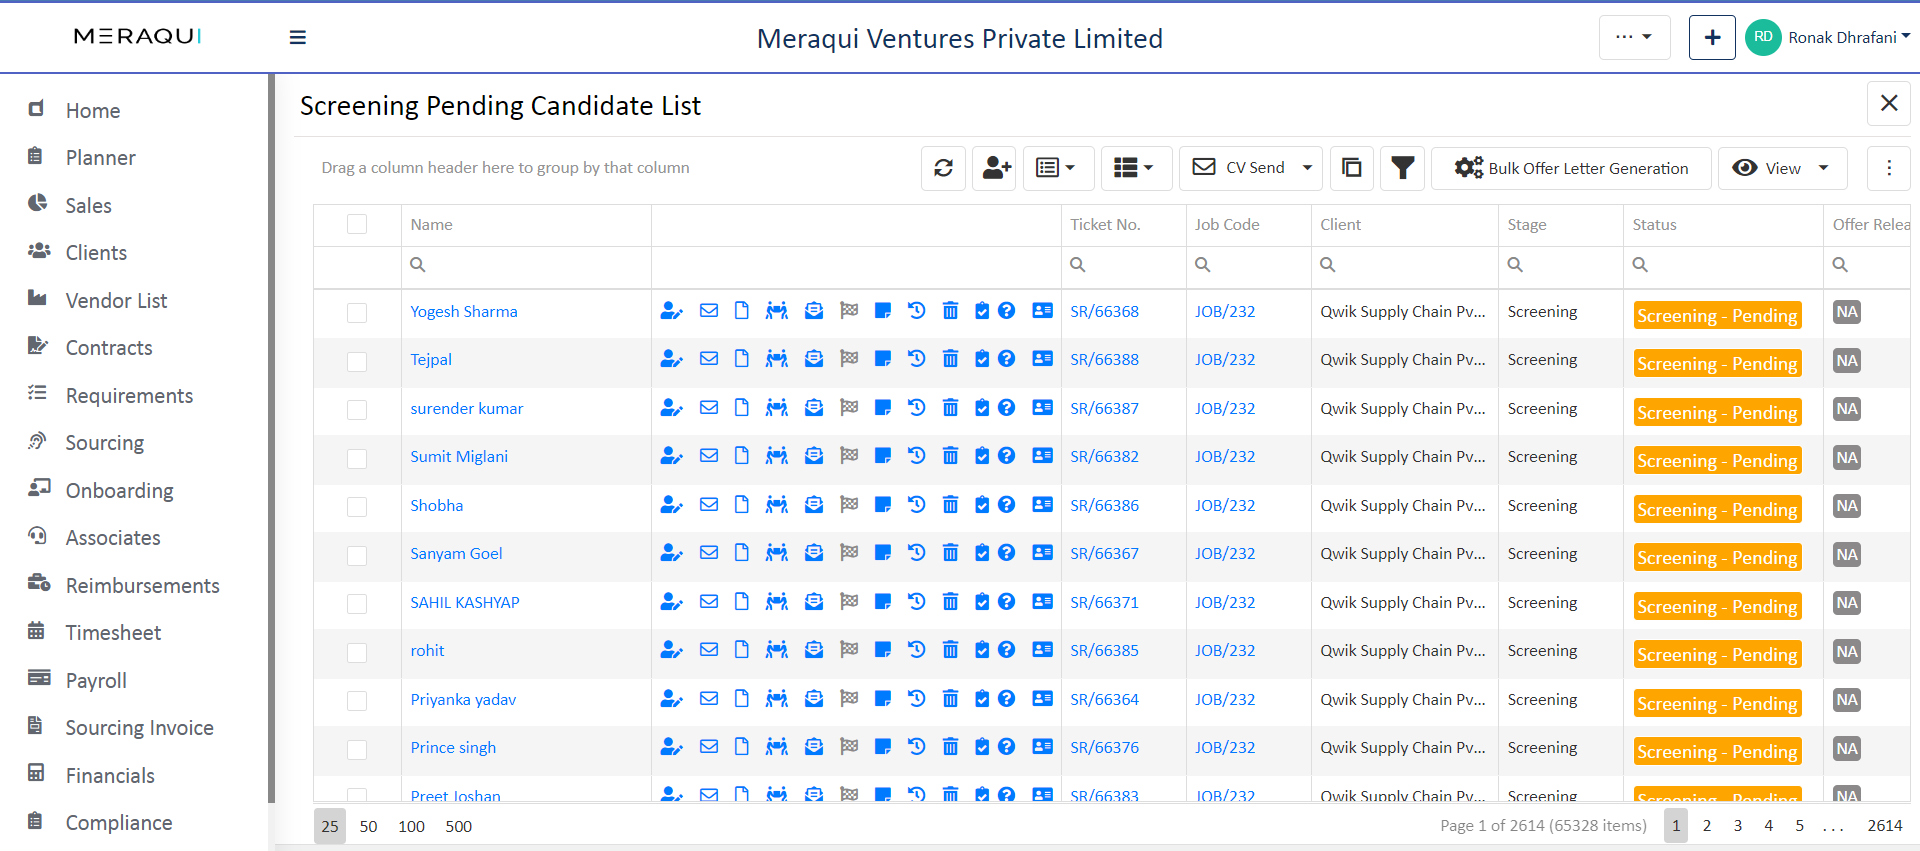 MERAQUI
Meraqui Ventures Private Limited
RD Ronak Dhrafani
Home
Planner
Sales
Clients
Vendor List
Contracts
Requirements
Sourcing
Onboarding
Associates
Reimbursements
Timesheet
Payroll
Sourcing Invoice
Financials
Compliance
Screening Pending Candidate List
Drag a column header here to group by that column
CV Send
Bulk Offer Letter Generation
View
Name Ticket No. Job Code Client Stage Status Offer Relea
Yogesh Sharma SR/66368 JOB/232 Qwik Supply Chain Pv... Screening Screening - Pending NA
Tejpal SR/66388 JOB/232 Qwik Supply Chain Pv... Screening Screening - Pending NA
surender kumar SR/66387 JOB/232 Qwik Supply Chain Pv... Screening Screening - Pending NA
Sumit Miglani SR/66382 JOB/232 Qwik Supply Chain Pv... Screening Screening - Pending NA
Shobha SR/66386 JOB/232 Qwik Supply Chain Pv... Screening Screening - Pending NA
Sanyam Goel SR/66367 JOB/232 Qwik Supply Chain Pv... Screening Screening - Pending NA
SAHIL KASHYAP SR/66371 JOB/232 Qwik Supply Chain Pv... Screening Screening - Pending NA
rohit SR/66385 JOB/232 Qwik Supply Chain Pv... Screening Screening - Pending NA
Priyanka yadav SR/66364 JOB/232 Qwik Supply Chain Pv... Screening Screening - Pending NA
Prince singh SR/66376 JOB/232 Qwik Supply Chain Pv... Screening Screening - Pending NA
Preet Joshan SR/66383 JOB/232 Qwik Supply Chain Pv... Screening Screening - Pending NA
25 50 100 500
Page 1 of 2614 (65328 items) 1 2 3 4 5 ... 2614